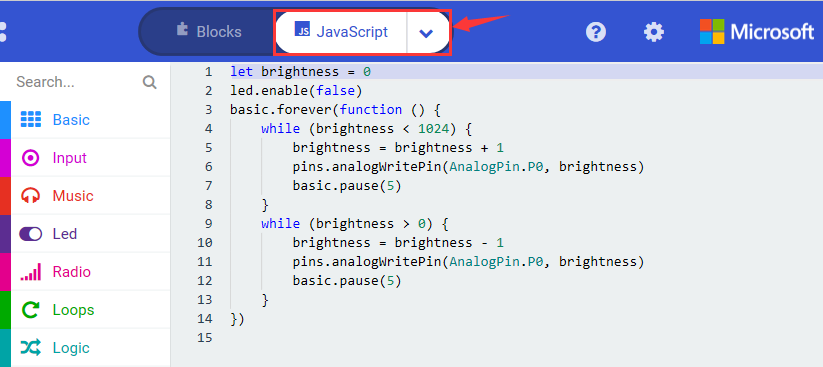 Blocks
JS JavaScript
?
Microsoft
Search...
Basic
Input
Music
Led
Radio
Loops
Logic
1 let brightness = 0
2 led.enable(false)
3 basic.forever(function () {
4     while (brightness < 1024) {
5         brightness = brightness + 1
6         pins.analogWritePin(AnalogPin.P0, brightness)
7         basic.pause(5)
8     }
9     while (brightness > 0) {
10         brightness = brightness - 1
11         pins.analogWritePin(AnalogPin.P0, brightness)
12         basic.pause(5)
13     }
14 })
15